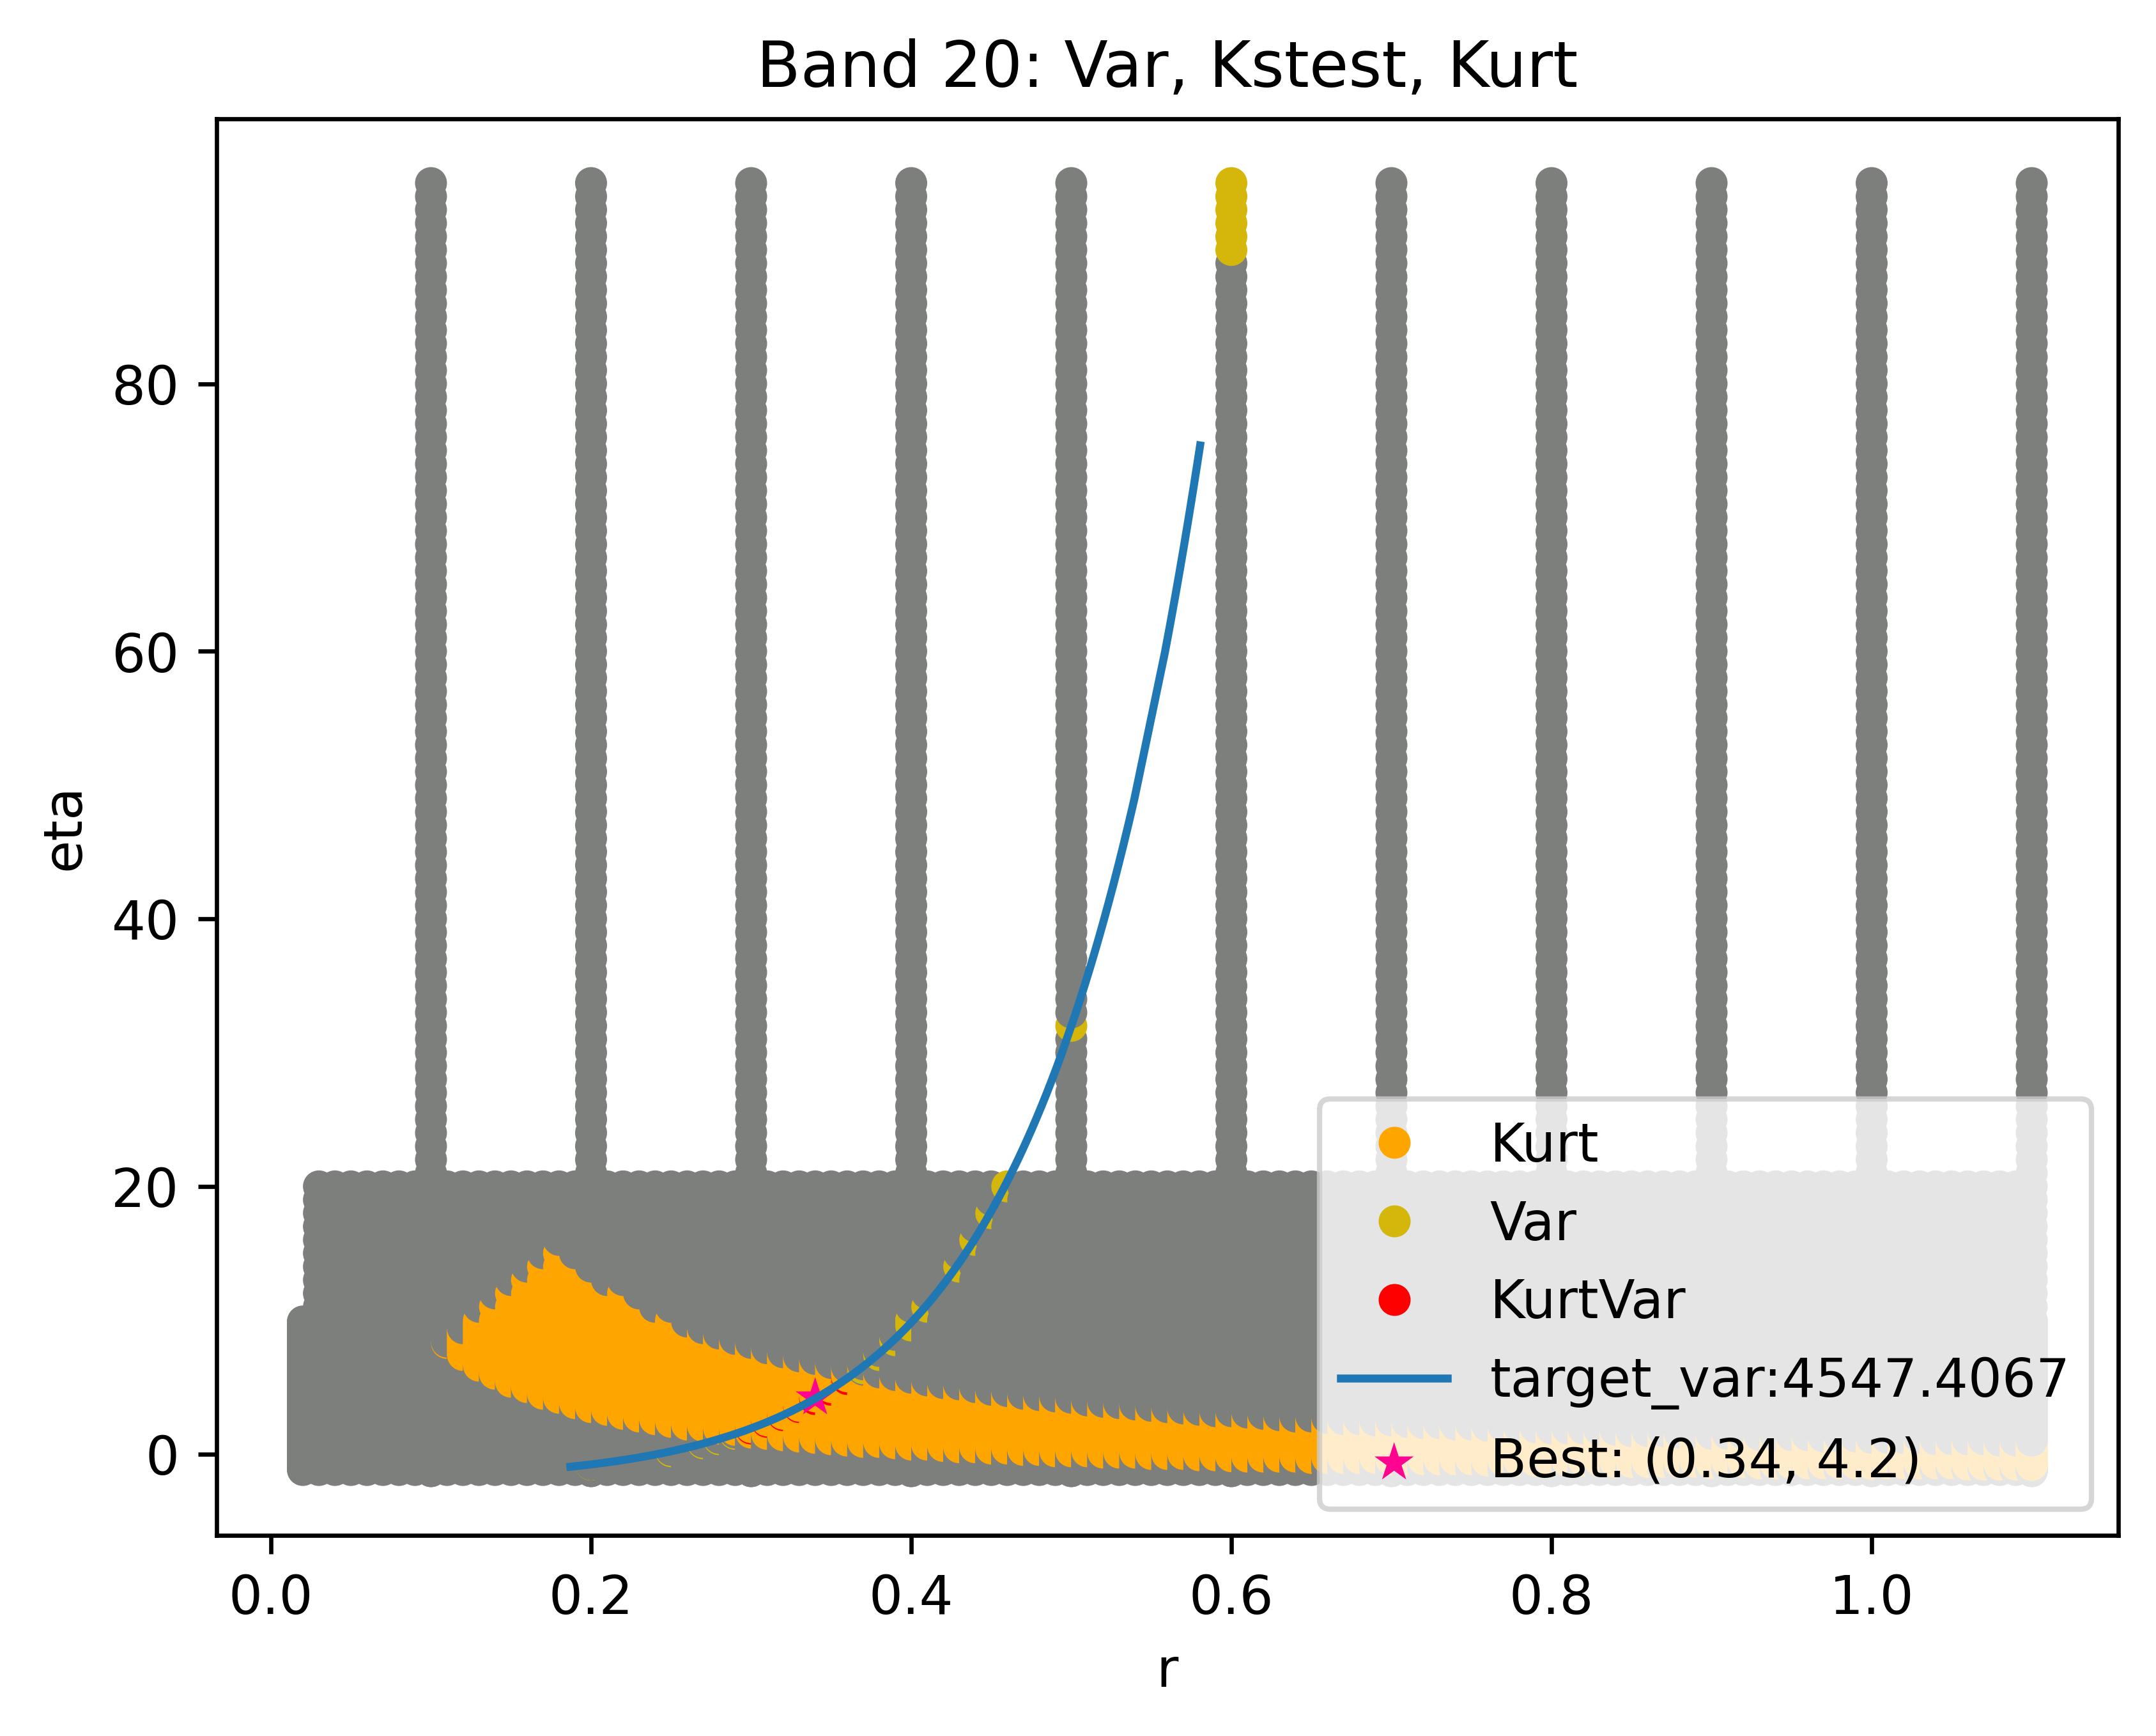 Band 20: Var, Kstest, Kurt
eta
80
60
40
20
0
Kurt
Var
KurtVar
target_var:4547.4067
Best: (0.34, 4.2)
0.0 0.2 0.4 0.6 0.8 1.0
r